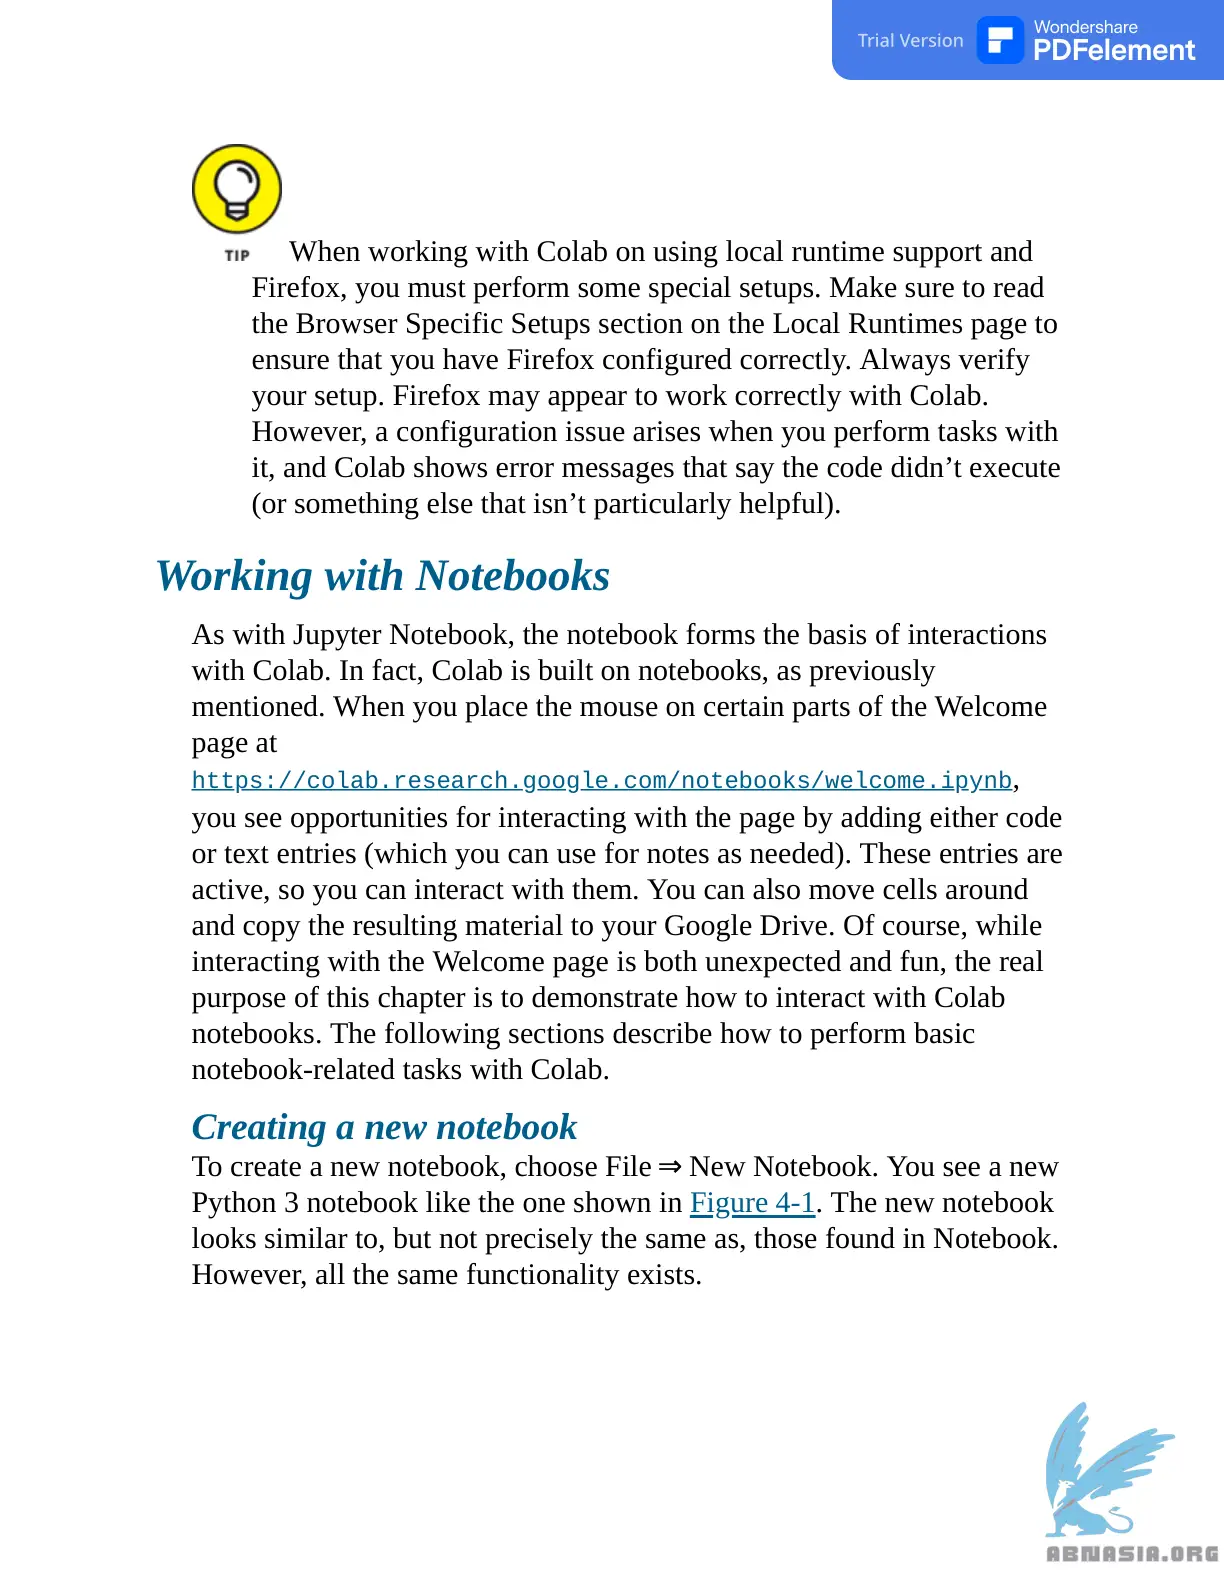 Trial Version
Wondershare
PDFelement
TIP
When working with Colab on using local runtime support and
Firefox, you must perform some special setups. Make sure to read
the Browser Specific Setups section on the Local Runtimes page to
ensure that you have Firefox configured correctly. Always verify
your setup. Firefox may appear to work correctly with Colab.
However, a configuration issue arises when you perform tasks with
it, and Colab shows error messages that say the code didn’t execute
(or something else that isn’t particularly helpful).
Working with Notebooks
As with Jupyter Notebook, the notebook forms the basis of interactions
with Colab. In fact, Colab is built on notebooks, as previously
mentioned. When you place the mouse on certain parts of the Welcome
page at
https://colab.research.google.com/notebooks/welcome.ipynb,
you see opportunities for interacting with the page by adding either code
or text entries (which you can use for notes as needed). These entries are
active, so you can interact with them. You can also move cells around
and copy the resulting material to your Google Drive. Of course, while
interacting with the Welcome page is both unexpected and fun, the real
purpose of this chapter is to demonstrate how to interact with Colab
notebooks. The following sections describe how to perform basic
notebook-related tasks with Colab.
Creating a new notebook
To create a new notebook, choose File ⇒ New Notebook. You see a new
Python 3 notebook like the one shown in Figure 4-1. The new notebook
looks similar to, but not precisely the same as, those found in Notebook.
However, all the same functionality exists.
ABNASIA.ORG